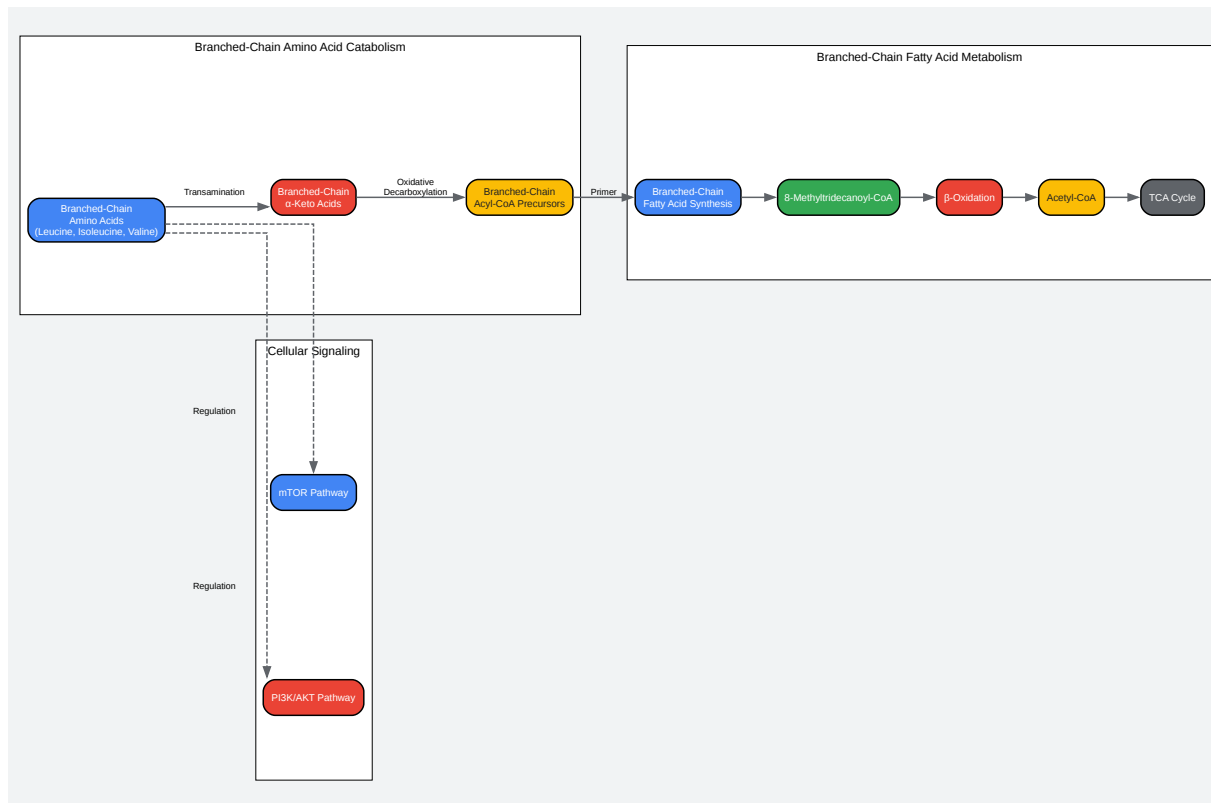 Branched-Chain Amino Acid Catabolism
Branched-Chain
Amino Acids
(Leucine, Isoleucine, Valine)
Transamination
Branched-Chain
α-Keto Acids
Oxidative
Decarboxylation
Branched-Chain
Acyl-CoA Precursors
Primer
Branched-Chain Fatty Acid Metabolism
Branched-Chain
Fatty Acid Synthesis
8-Methyltridecanoyl-CoA
β-Oxidation
Acetyl-CoA
TCA Cycle
Cellular Signaling
Regulation
mTOR Pathway
Regulation
PI3K/AKT Pathway